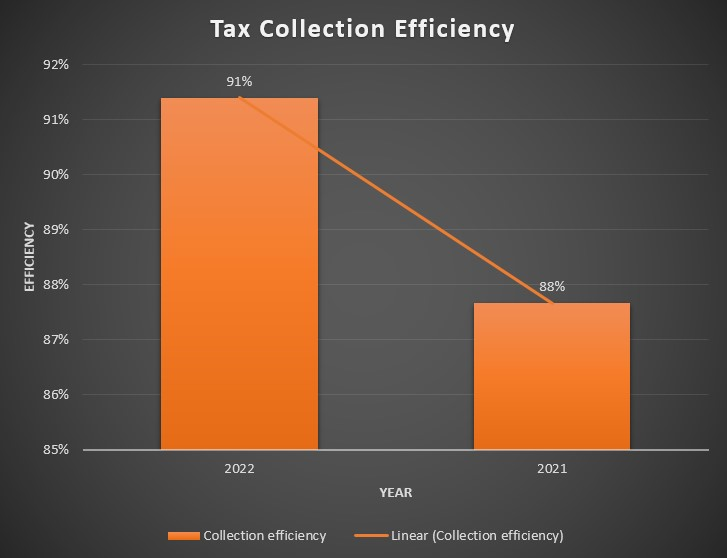 Tax Collection Efficiency
92%
91%
91%
90%
89%
88%
88%
87%
86%
85%
EFFICIENCY
2022
2021
YEAR
Collection efficiency
Linear (Collection efficiency)